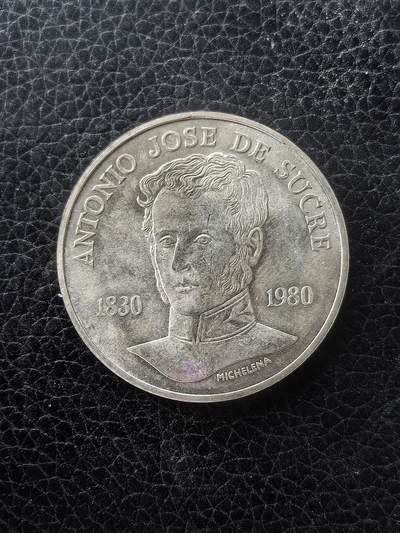 ANTONIO JOSE DE SUCRE
1830 1980
MICHELENA